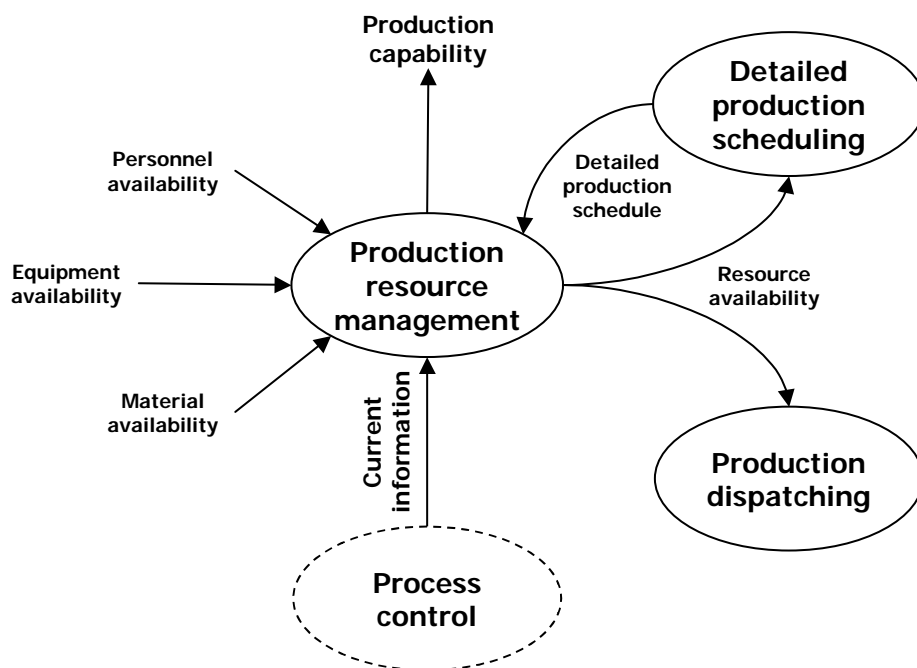 Production
capability
Detailed
production
scheduling
Personnel
availability
Detailed
production
schedule
Equipment
availability
Production
resource
management
Resource
availability
Material
availability
Current
information
Production
dispatching
Process
control